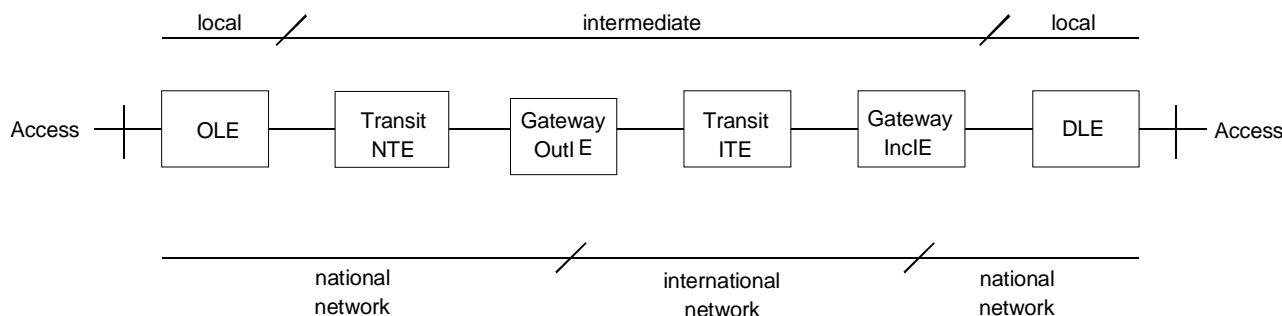 local intermediate local
Access OLE Transit NTE Gateway OutI E Transit ITE Gateway IncIE DLE Access
national network international network national network